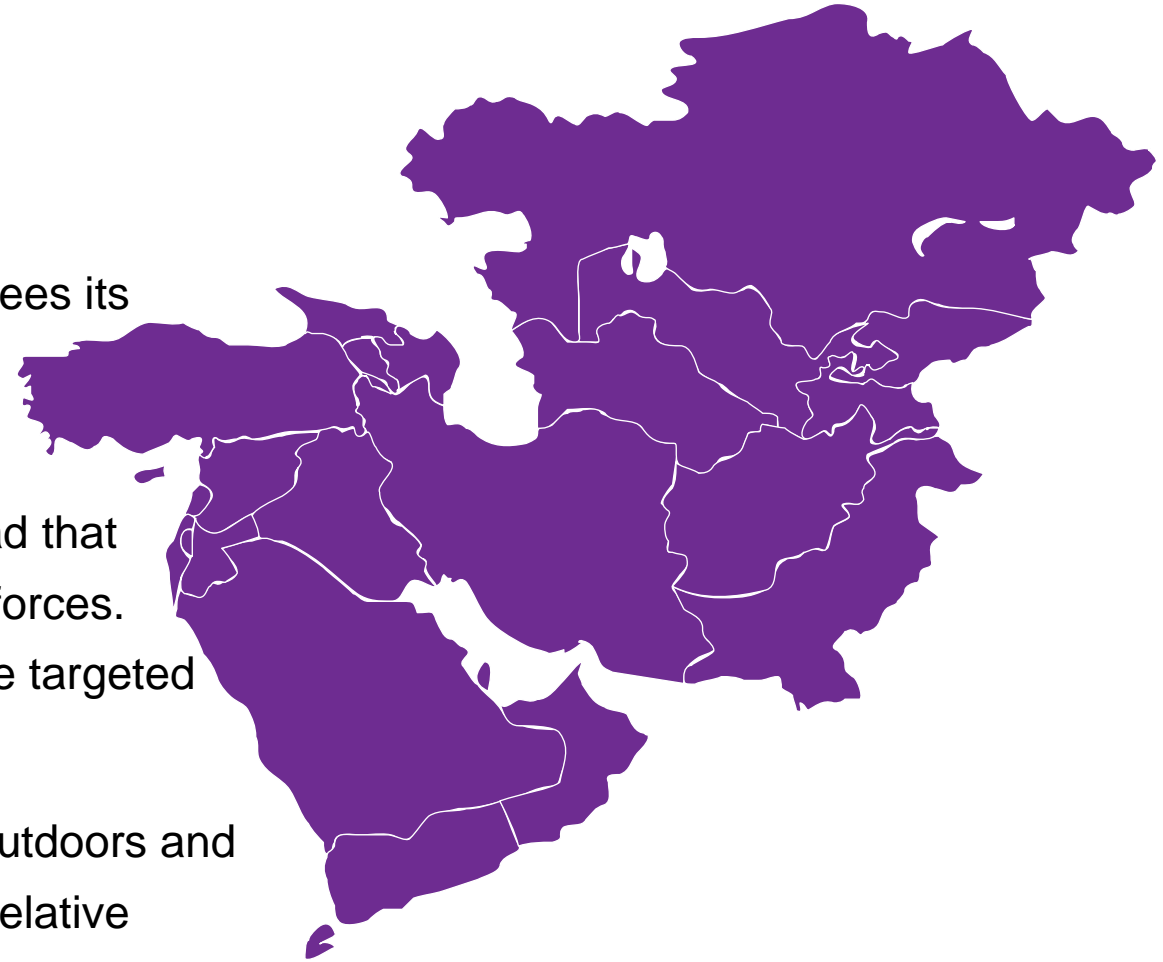 ees its
d that
forces.
e targeted
utdoors and
elative